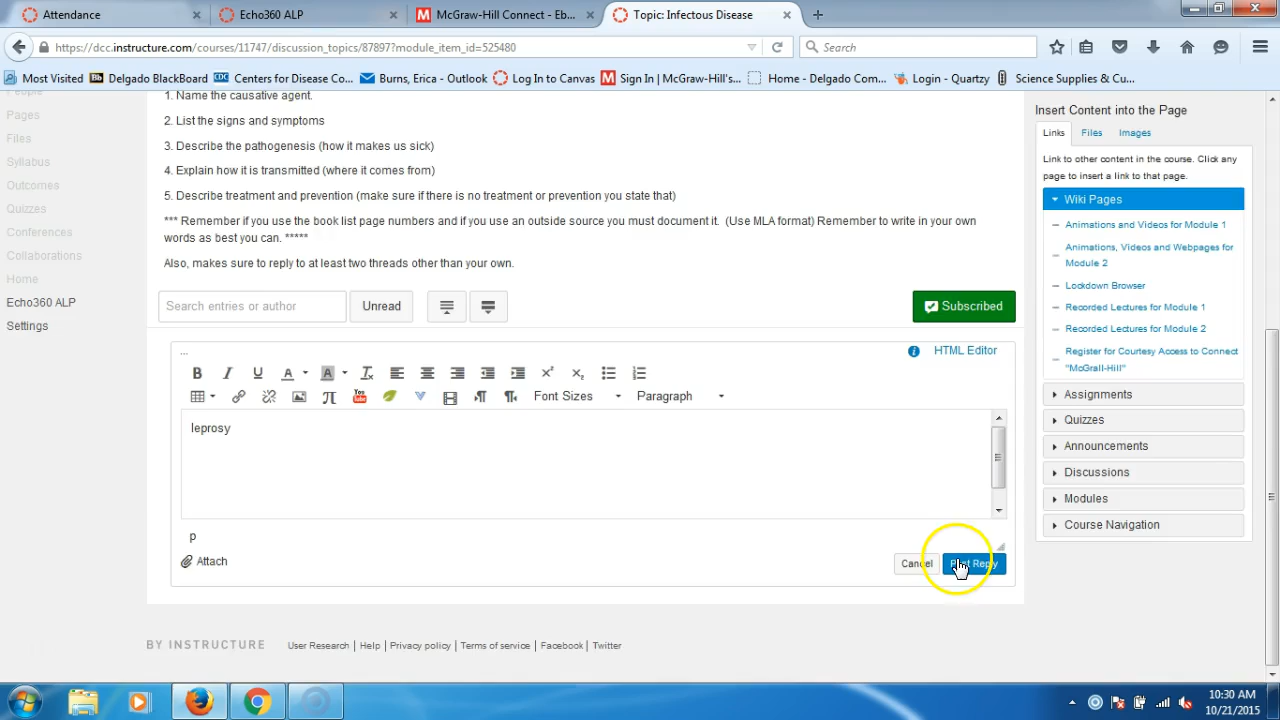 Attendance
Echo360 ALP
McGraw-Hill Connect - Eb...
Topic: Infectious Disease
https://dcc.instructure.com/courses/11747/discussion_topics/87897?module_item_id=525480
Search
Most Visited
Delgado BlackBoard
Centers for Disease Co...
Burns, Erica - Outlook
Log In to Canvas
Sign In | McGraw-Hill's...
Home - Delgado Com...
Login - Quartzy
Science Supplies & Cu...
People
Pages
Files
Syllabus
Outcomes
Quizzes
Conferences
Collaborations
Home
Echo360 ALP
Settings
1. Name the causative agent.
2. List the signs and symptoms
3. Describe the pathogenesis (how it makes us sick)
4. Explain how it is transmitted (where it comes from)
5. Describe treatment and prevention (make sure if there is no treatment or prevention you state that)
*** Remember if you use the book list page numbers and if you use an outside source you must document it. (Use MLA format) Remember to write in your own
words as best you can. *****
Also, makes sure to reply to at least two threads other than your own.
Search entries or author
Unread
Subscribed
...
HTML Editor
Font Sizes
Paragraph
leprosy
p
Attach
Cancel
Post Reply
Insert Content into the Page
Links
Files
Images
Link to other content in the course. Click any
page to insert a link to that page.
Wiki Pages
Animations and Videos for Module 1
Animations, Videos and Webpages for
Module 2
Lockdown Browser
Recorded Lectures for Module 1
Recorded Lectures for Module 2
Register for Courtesy Access to Connect
"McGrall-Hill"
Assignments
Quizzes
Announcements
Discussions
Modules
Course Navigation
BY INSTRUCTURE
User Research
Help
Privacy policy
Terms of service
Facebook
Twitter
10:30 AM
10/21/2015